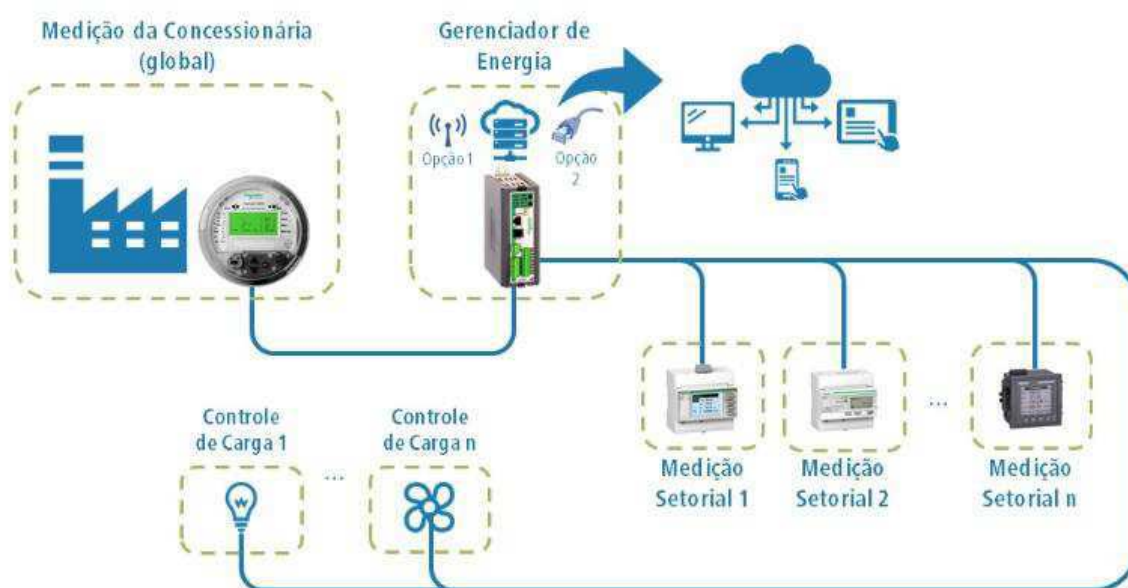 Medição da Concessionária
(global)
Gerenciador de
Energia
Opção 1
Opção
2
Controle
de Carga 1
...
Controle
de Carga n
Medição
Setorial 1
Medição
Setorial 2
...
Medição
Setorial n